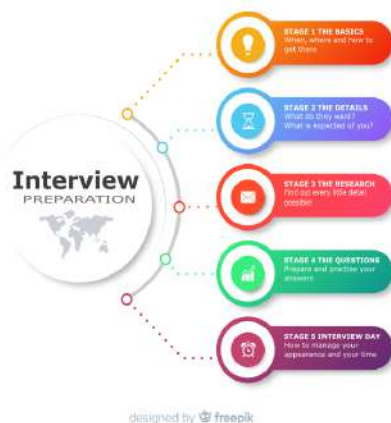 Interview
PREPARATION
STAGE 1 THE BASICS
When, where and how to
get there
STAGE 2 THE DETAILS
What do they want?
What is expected of you?
STAGE 3 THE RESEARCH
Find out every little detail
possible!
STAGE 4 THE QUESTIONS
Prepare and practise your
answers
STAGE 5 INTERVIEW DAY
How to manage your
appearance and your time
designed by freepik